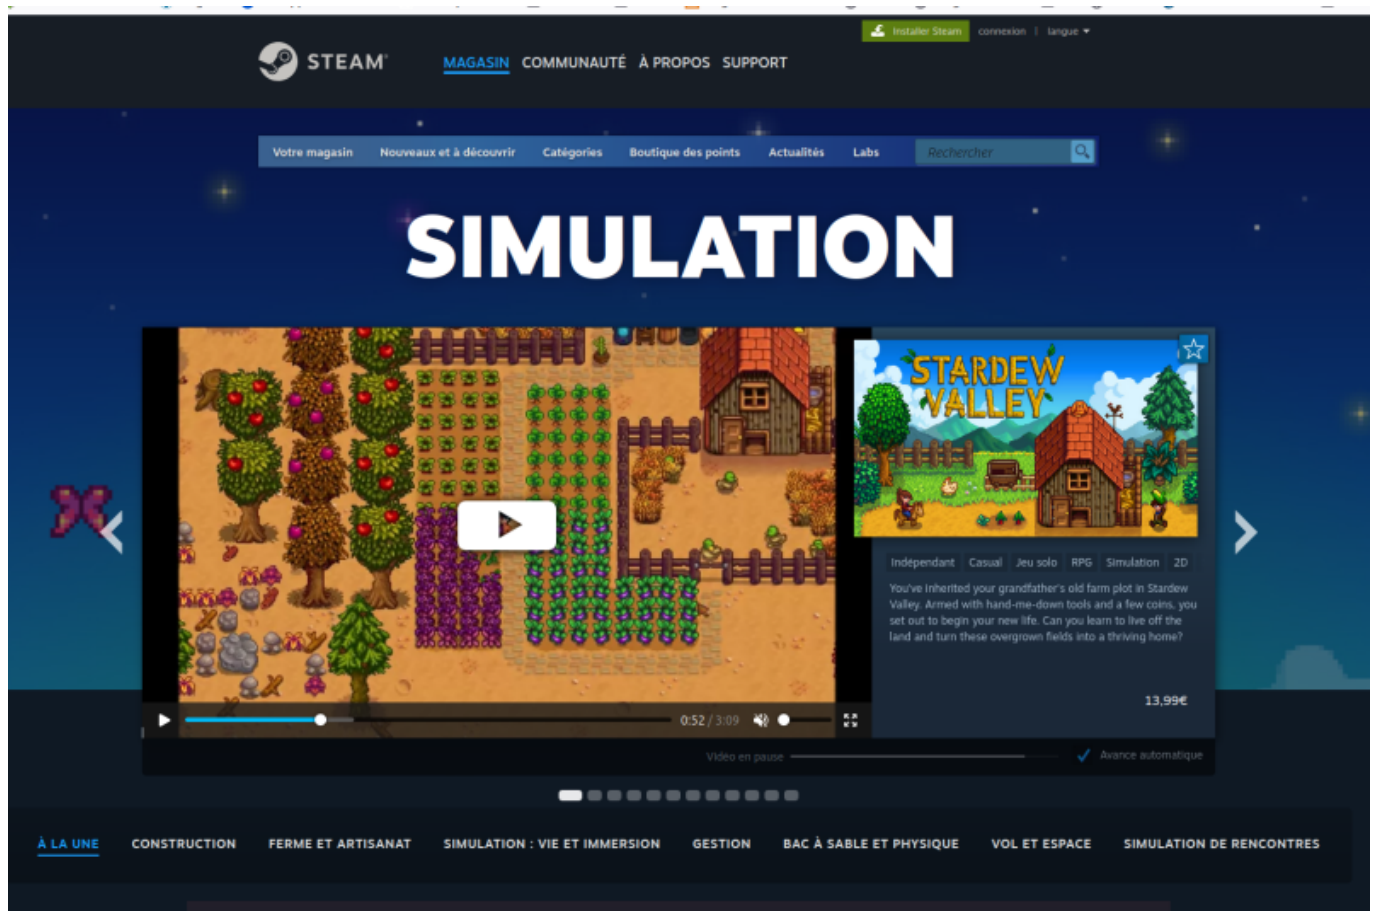 Installer Steam connexion | langue
STEAM
MAGASIN COMMUNAUTÉ À PROPOS SUPPORT
Votre magasin Nouveaux et à découvrir Catégories Boutique des points Actualités Labs Rechercher
SIMULATION
STARDEW
VALLEY
Indépendant Casual Jeu solo RPG Simulation 2D
You've inherited your grandfather's old farm plot in Stardew
Valley. Armed with hand-me-down tools and a few coins, you
set out to begin your new life. Can you learn to live off the
land and turn these overgrown fields into a thriving home?
13,99€
0:52 / 3:09
Vidéo en pause
Avance automatique
À LA UNE CONSTRUCTION FERME ET ARTISANAT SIMULATION : VIE ET IMMERSION GESTION BAC À SABLE ET PHYSIQUE VOL ET ESPACE SIMULATION DE RENCONTRES